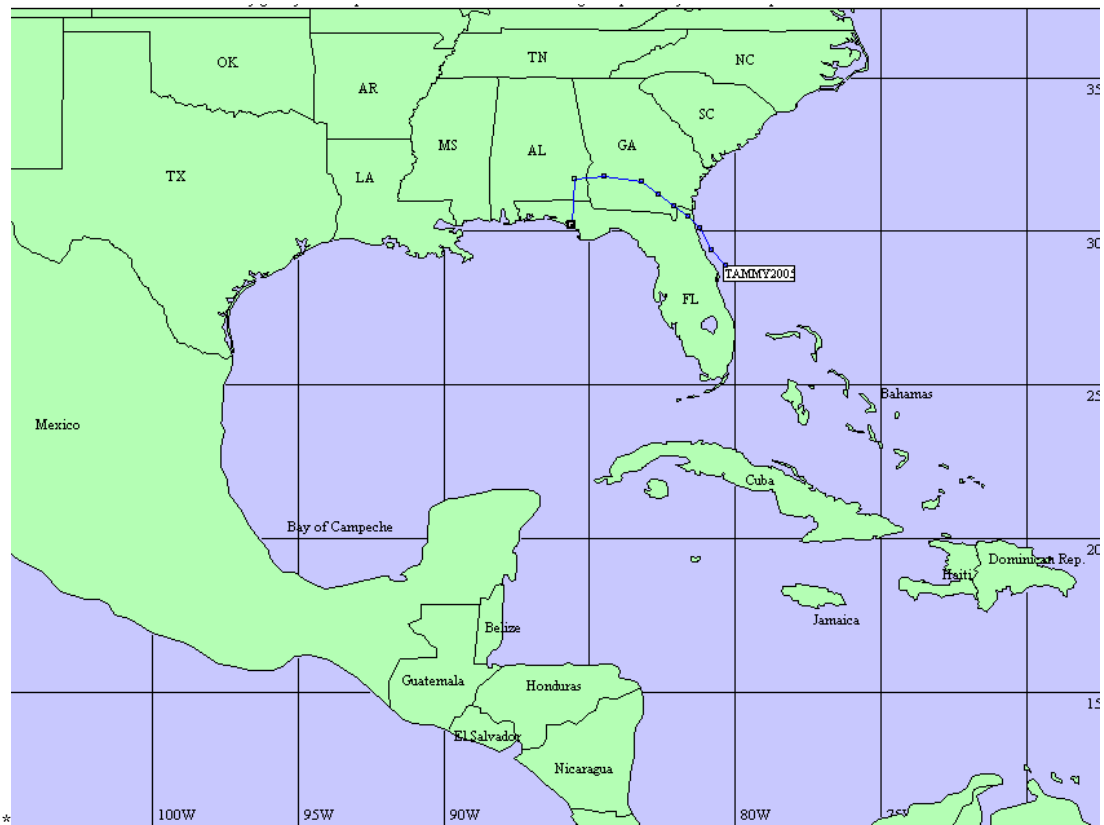 OK
TN
NC
AR
SC
MS
AL
GA
TX
LA
35
30
TAMMY2005
FL
25
Bahamas
Mexico
Cuba
Bay of Campeche
20
Dominican Rep.
Haiti
Jamaica
Belize
Guatemala
Honduras
15
El Salvador
Nicaragua
100W
95W
90W
80W
*